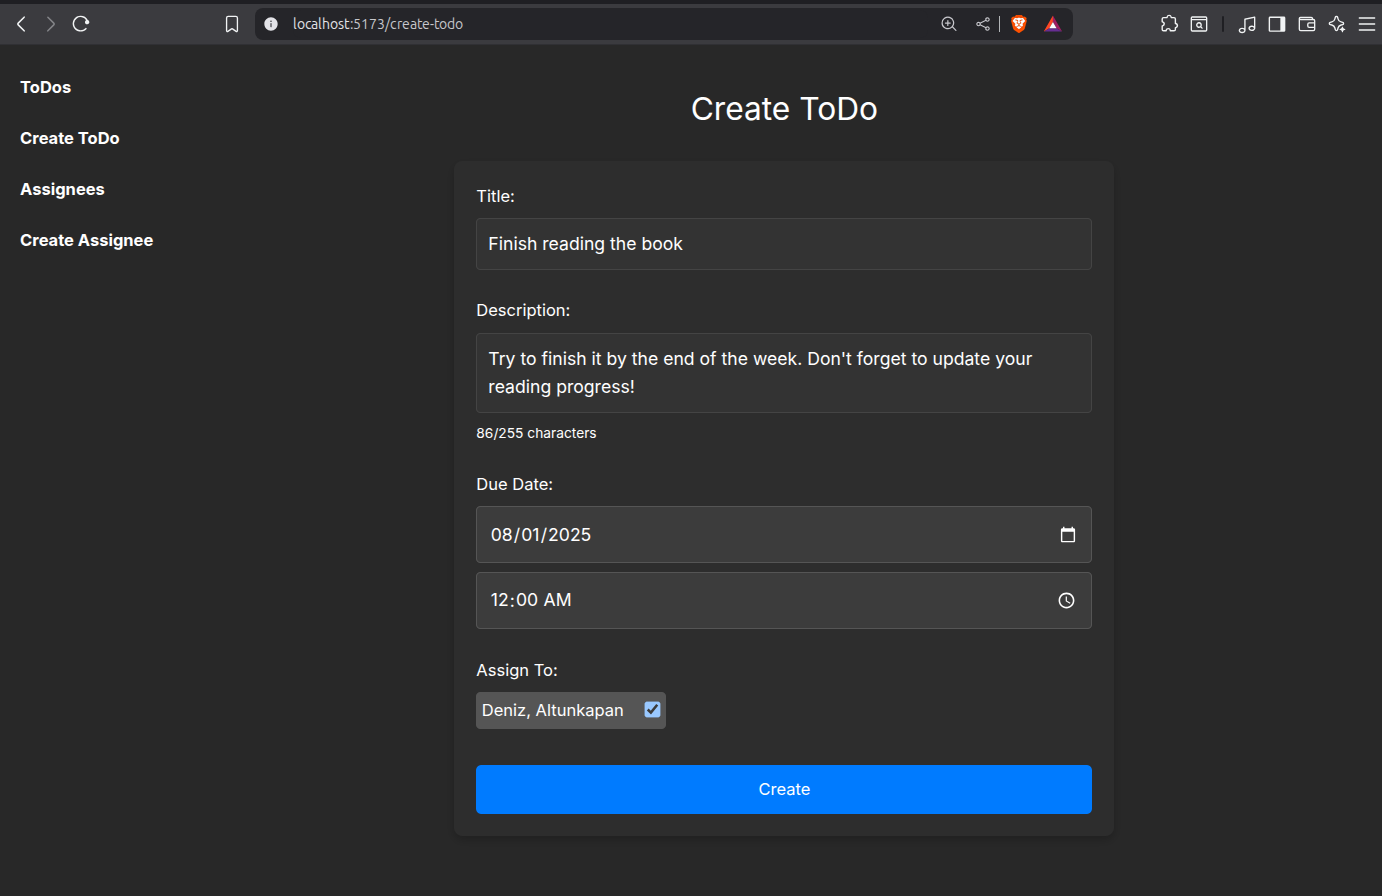 localhost:5173/create-todo
ToDos
Create ToDo
Assignees
Create Assignee
Create ToDo
Title:
Finish reading the book
Description:
Try to finish it by the end of the week. Don't forget to update your
reading progress!
86/255 characters
Due Date:
08/01/2025
12:00 AM
Assign To:
Deniz, Altunkapan
Create